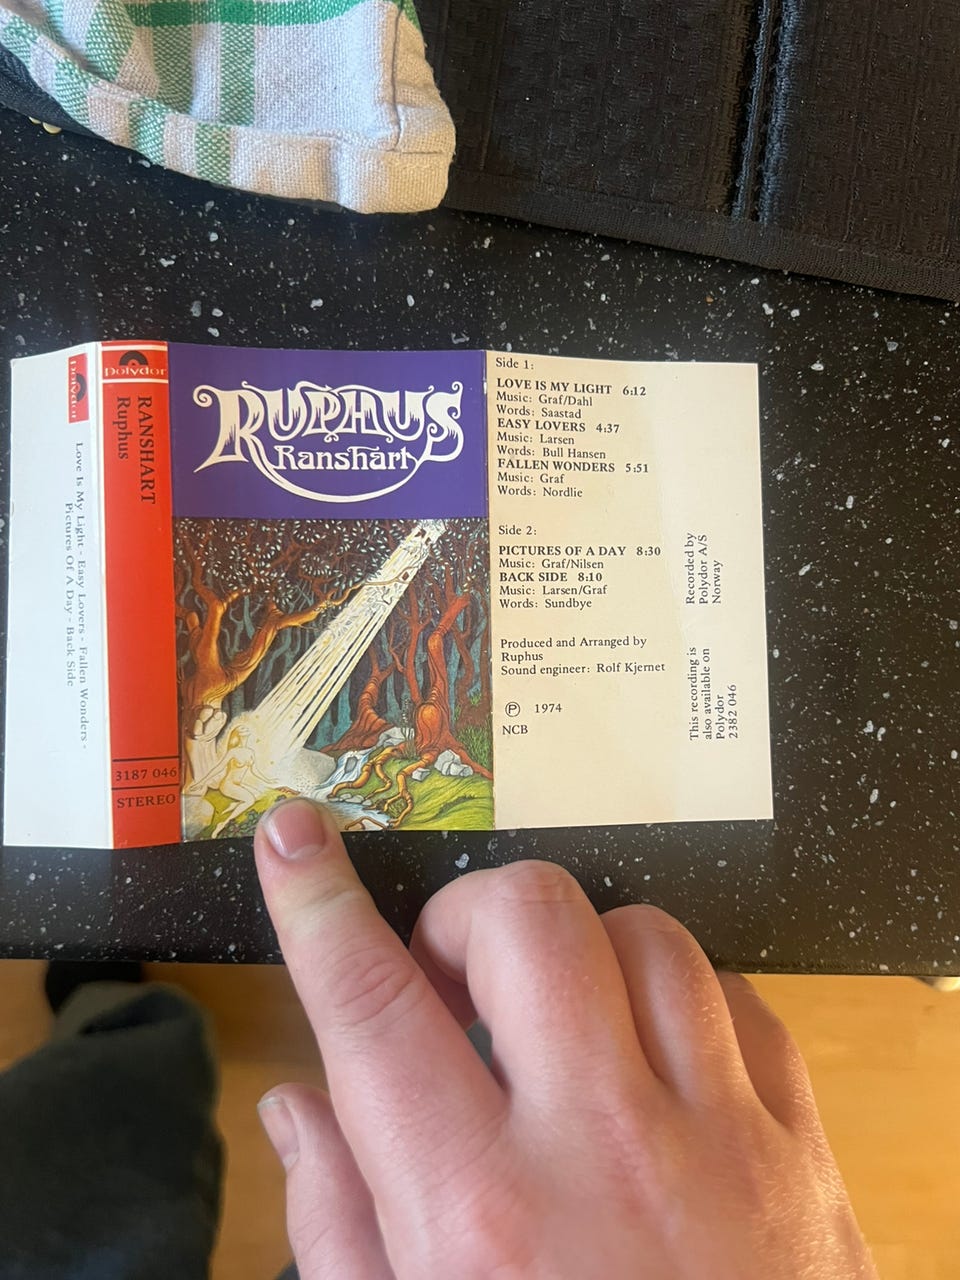 polydor
Love Is My Light - Easy Lovers - Fallen Wonders -
Pictures Of A Day - Back Side
polydor
RANSHART
Ruphus
3187 046
STEREO
RUPHUS
Ranshart
Side 1:
LOVE IS MY LIGHT 6:12
Music: Graf/Dahl
Words: Saastad
EASY LOVERS 4:37
Music: Larsen
Words: Bull Hansen
FALLEN WONDERS 5:51
Music: Graf
Words: Nordlie
Side 2:
PICTURES OF A DAY 8:30
Music: Graf/Nilsen
BACK SIDE 8:10
Music: Larsen/Graf
Words: Sundbye
Produced and Arranged by
Ruphus
Sound engineer: Rolf Kjernet
Ⓟ 1974
NCB
Recorded by
Polydor A/S
Norway
This recording is
also available on
Polydor
2382 046